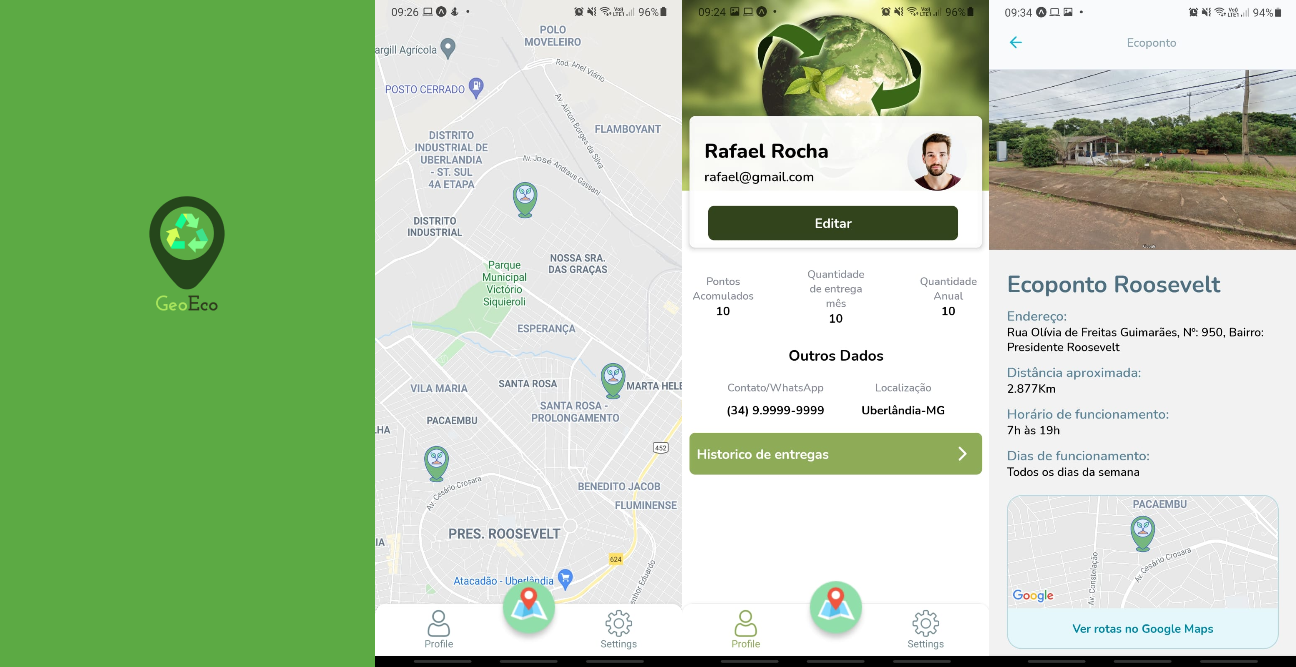 GeoEco
09:26
96%
POLO
MOVELEIRO
argill Agrícola
Rod. Anel Viário
POSTO CERRADO
Av. Airton Borges da Silva
FLAMBOYANT
DISTRITO
INDUSTRIAL DE
UBERLANDIA
- ST. SUL
4A ETAPA
Av. José Andraus Gassani
DISTRITO
INDUSTRIAL
NOSSA SRA.
DAS GRAÇAS
Parque
Municipal
Victório
Siquieroli
ESPERANÇA
VILA MARIA
SANTA ROSA
MARTA HELE
SANTA ROSA -
PROLONGAMENTO
PACAEMBU
LHA
452
Av. Cesário Crosara
BENEDITO JACOB
FLUMINENSE
PRES. ROOSEVELT
IA
624
Atacadão - Uberlândia
Profile
Settings
09:24
96%
Rafael Rocha
rafael@gmail.com
Editar
Pontos
Acomulados
10
Quantidade
de entrega
mês
10
Quantidade
Anual
10
Outros Dados
Contato/WhatsApp
(34) 9.9999-9999
Localização
Uberlândia-MG
Historico de entregas
Profile
Settings
09:34
94%
Ecoponto
Ecoponto Roosevelt
Endereço:
Rua Olívia de Freitas Guimarães, N°: 950, Bairro:
Presidente Roosevelt
Distância aproximada:
2.877Km
Horário de funcionamento:
7h às 19h
Dias de funcionamento:
Todos os dias da semana
PACAEMBU
Av. Constelação
Av. Cesário Crosara
Google
Ver rotas no Google Maps